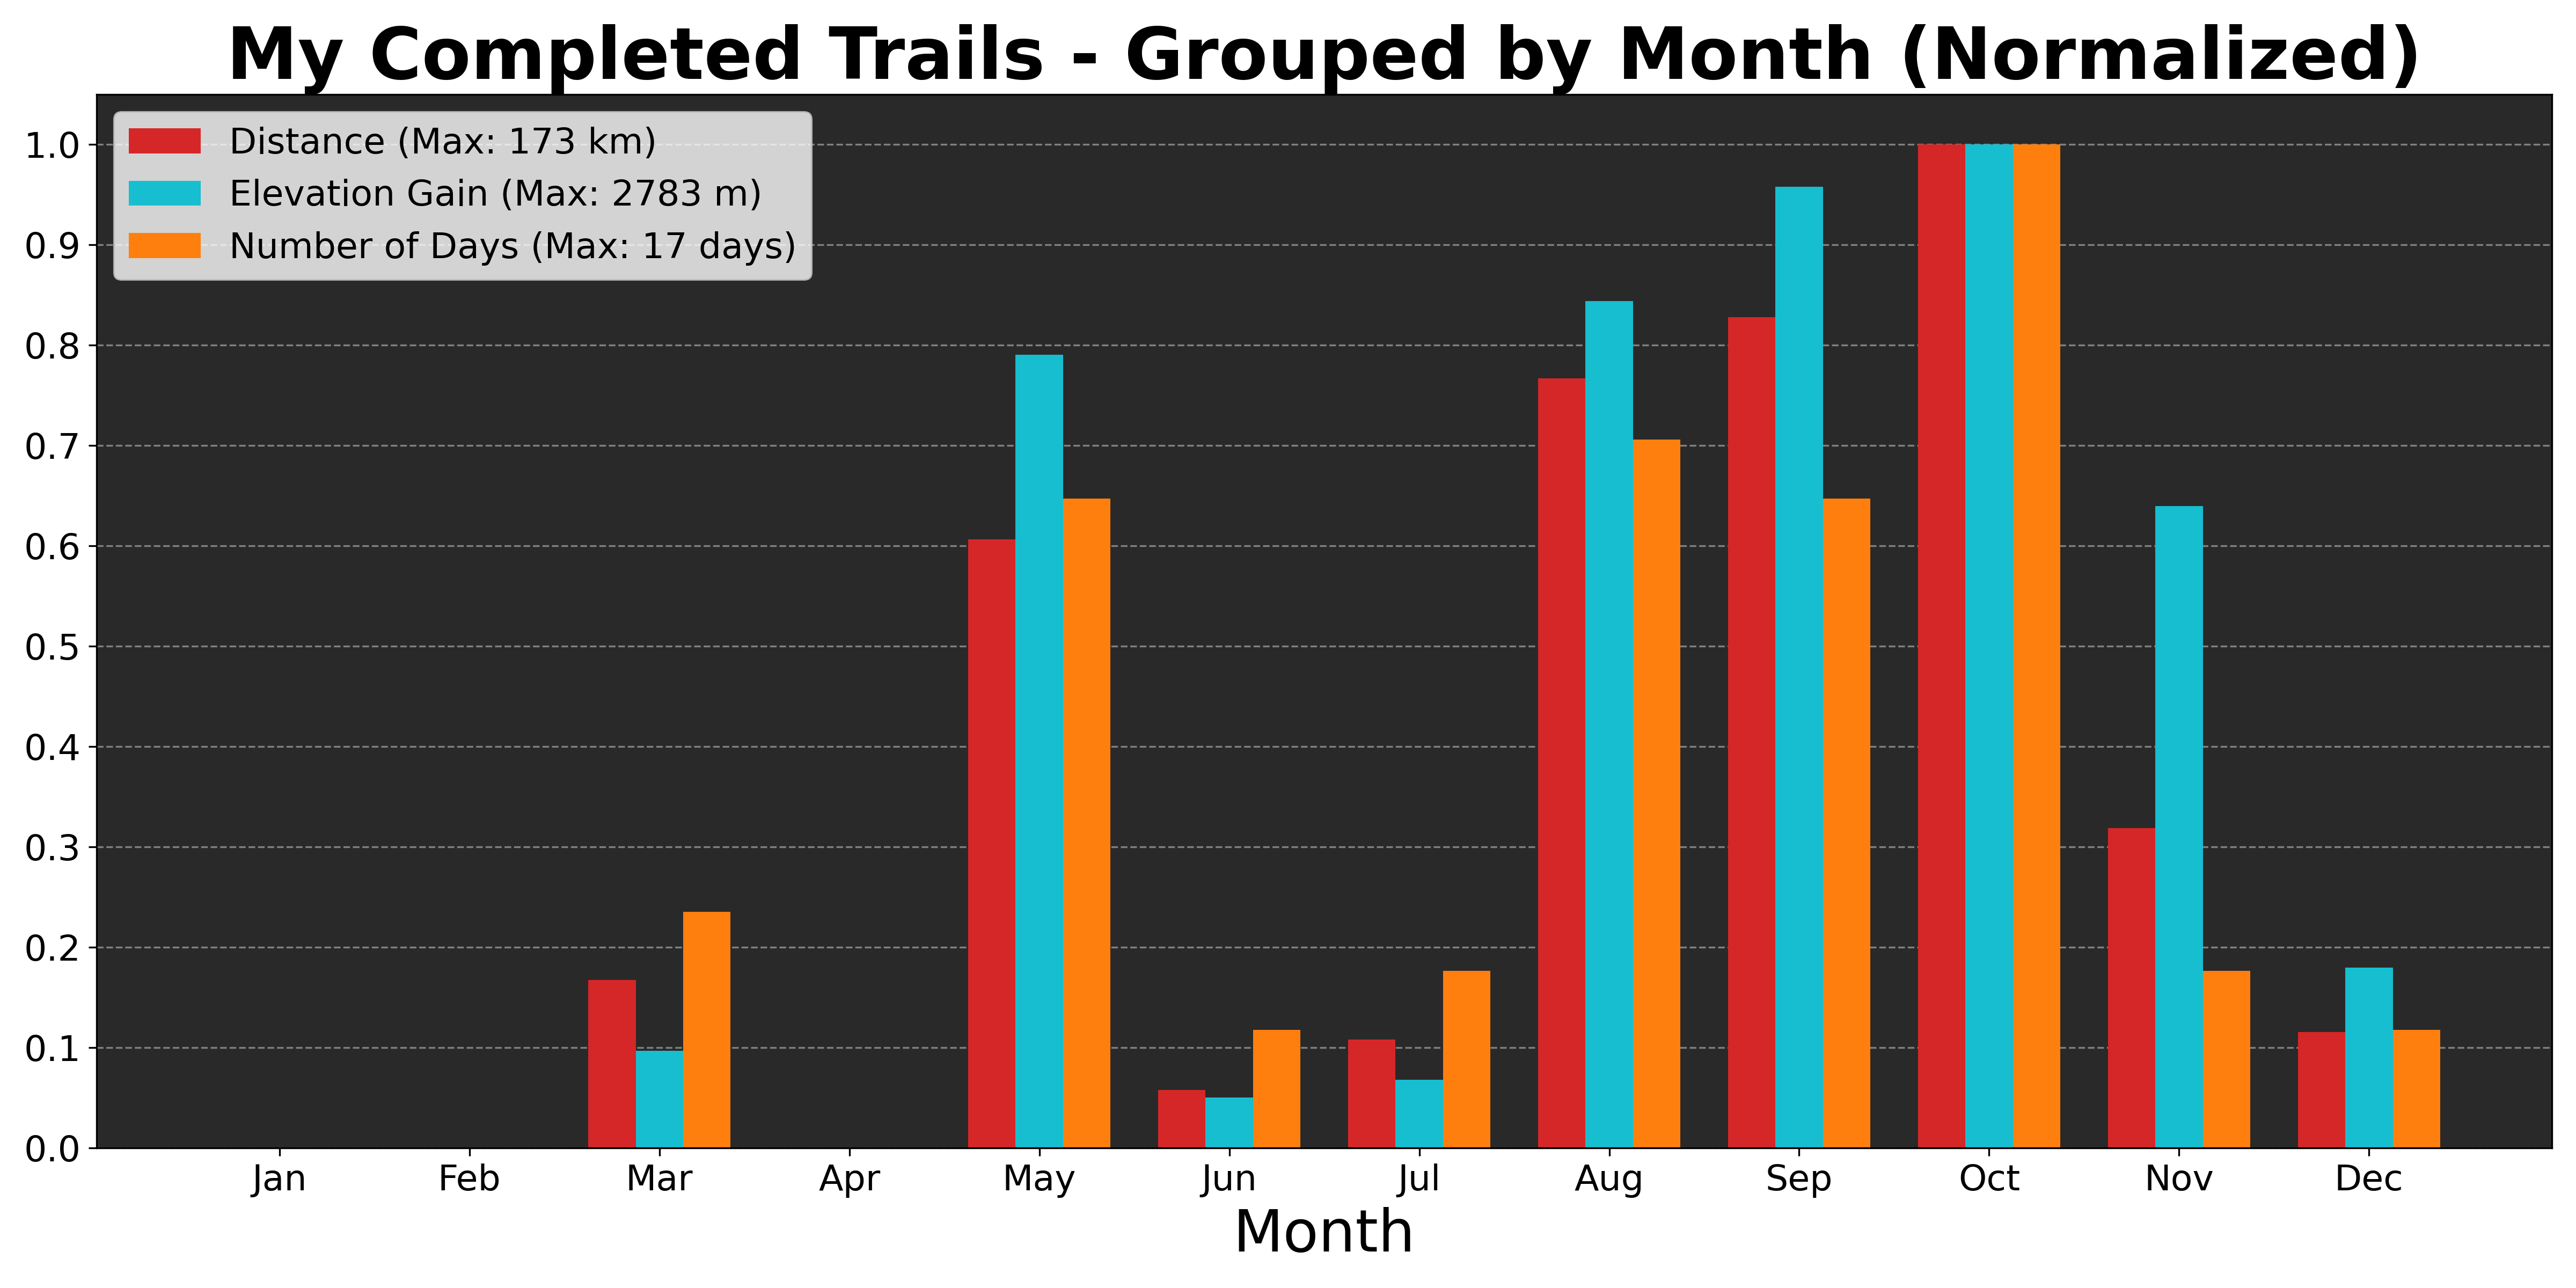 My Completed Trails - Grouped by Month (Normalized)
Distance (Max: 173 km)
Elevation Gain (Max: 2783 m)
Number of Days (Max: 17 days)
1.0
0.9
0.8
0.7
0.6
0.5
0.4
0.3
0.2
0.1
0.0
Jan Feb Mar Apr May Jun Jul Aug Sep Oct Nov Dec
Month